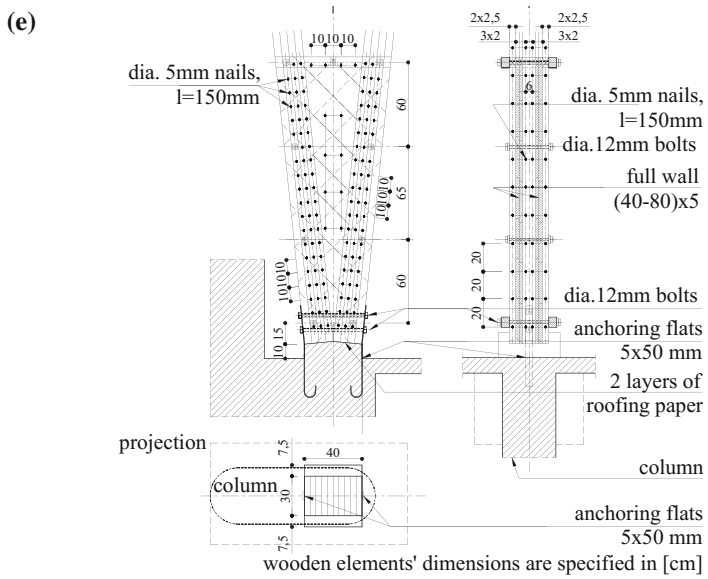 (e)
10 10 10
2x2,5
2x2,5
3x2
3x2
dia. 5mm nails,
l=150mm
60
6
dia. 5mm nails,
l=150mm
dia.12mm bolts
10 10 10
65
full wall
(40-80)x5
10 10 10
60
20
20
20
10 15
dia.12mm bolts
anchoring flats
5x50 mm
2 layers of
roofing paper
projection
7,5
40
column
column
30
anchoring flats
5x50 mm
7,5
wooden elements' dimensions are specified in [cm]